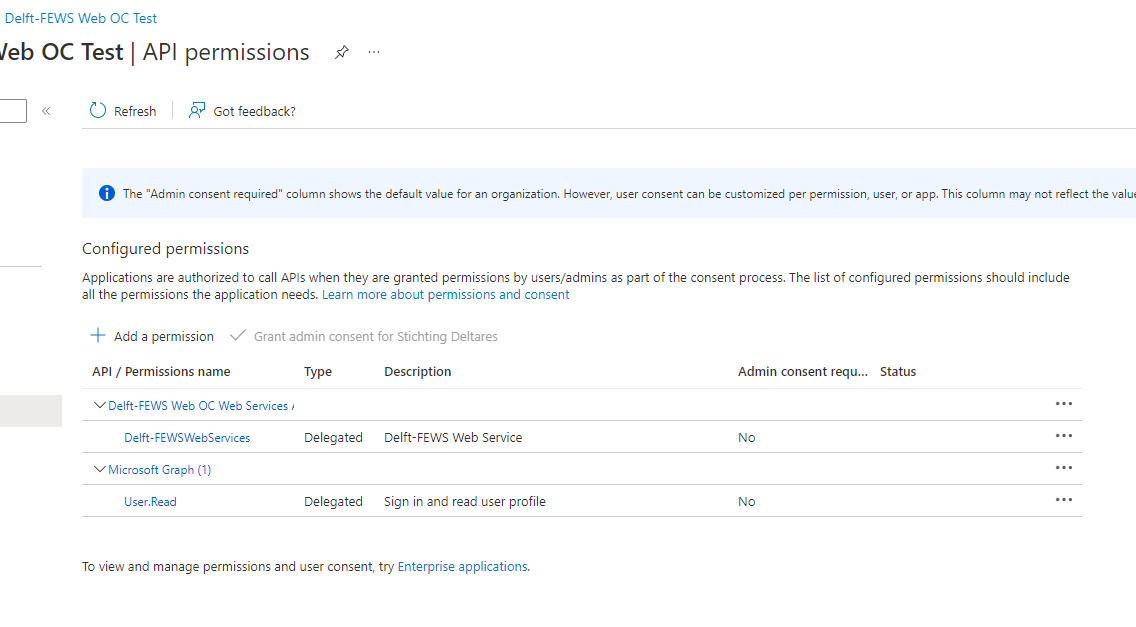 Delft-FEWS Web OC Test
Web OC Test | API permissions
Refresh
Got feedback?
The "Admin consent required" column shows the default value for an organization. However, user consent can be customized per permission, user, or app. This column may not reflect the value
Configured permissions
Applications are authorized to call APIs when they are granted permissions by users/admins as part of the consent process. The list of configured permissions should include
all the permissions the application needs. Learn more about permissions and consent
Add a permission
Grant admin consent for Stichting Deltares
API / Permissions name Type Description Admin consent requ... Status
Delft-FEWS Web OC Web Services
Delft-FEWSWebServices Delegated Delft-FEWS Web Service No
Microsoft Graph (1)
User.Read Delegated Sign in and read user profile No
To view and manage permissions and user consent, try Enterprise applications.